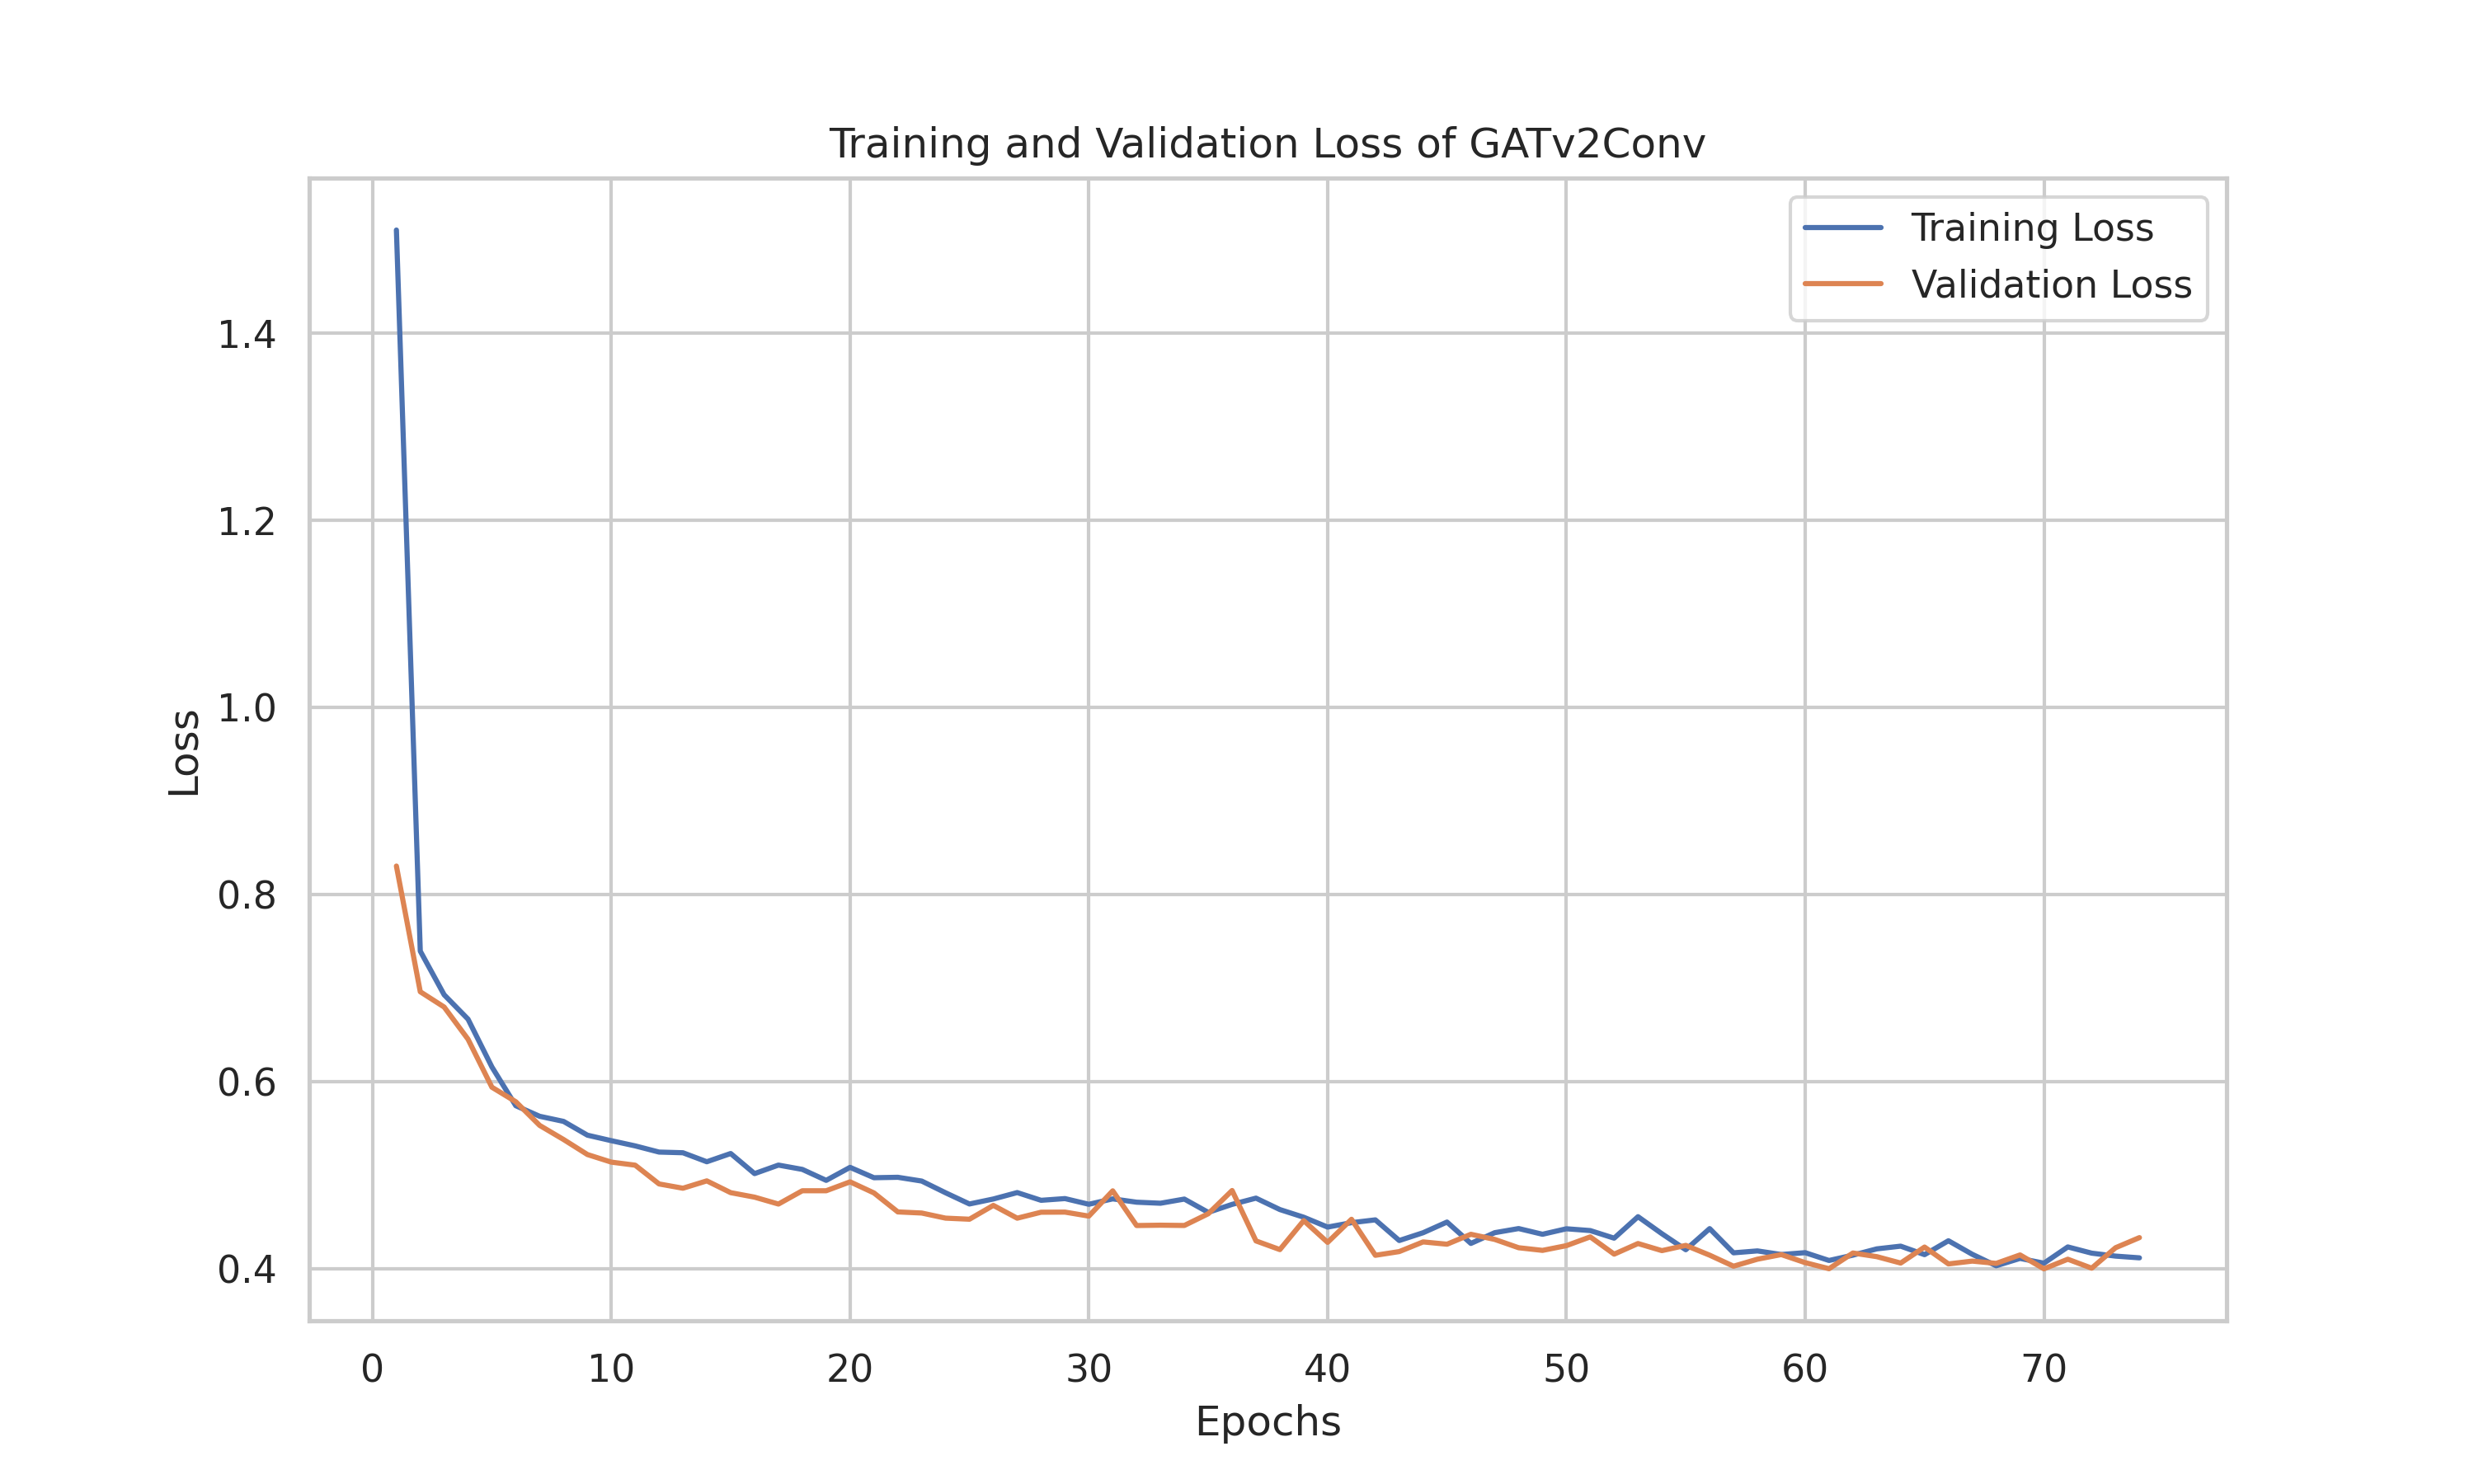 Training and Validation Loss of GATv2Conv
Training Loss
Validation Loss
1.4
1.2
1.0
0.8
0.6
0.4
Loss
0 10 20 30 40 50 60 70
Epochs